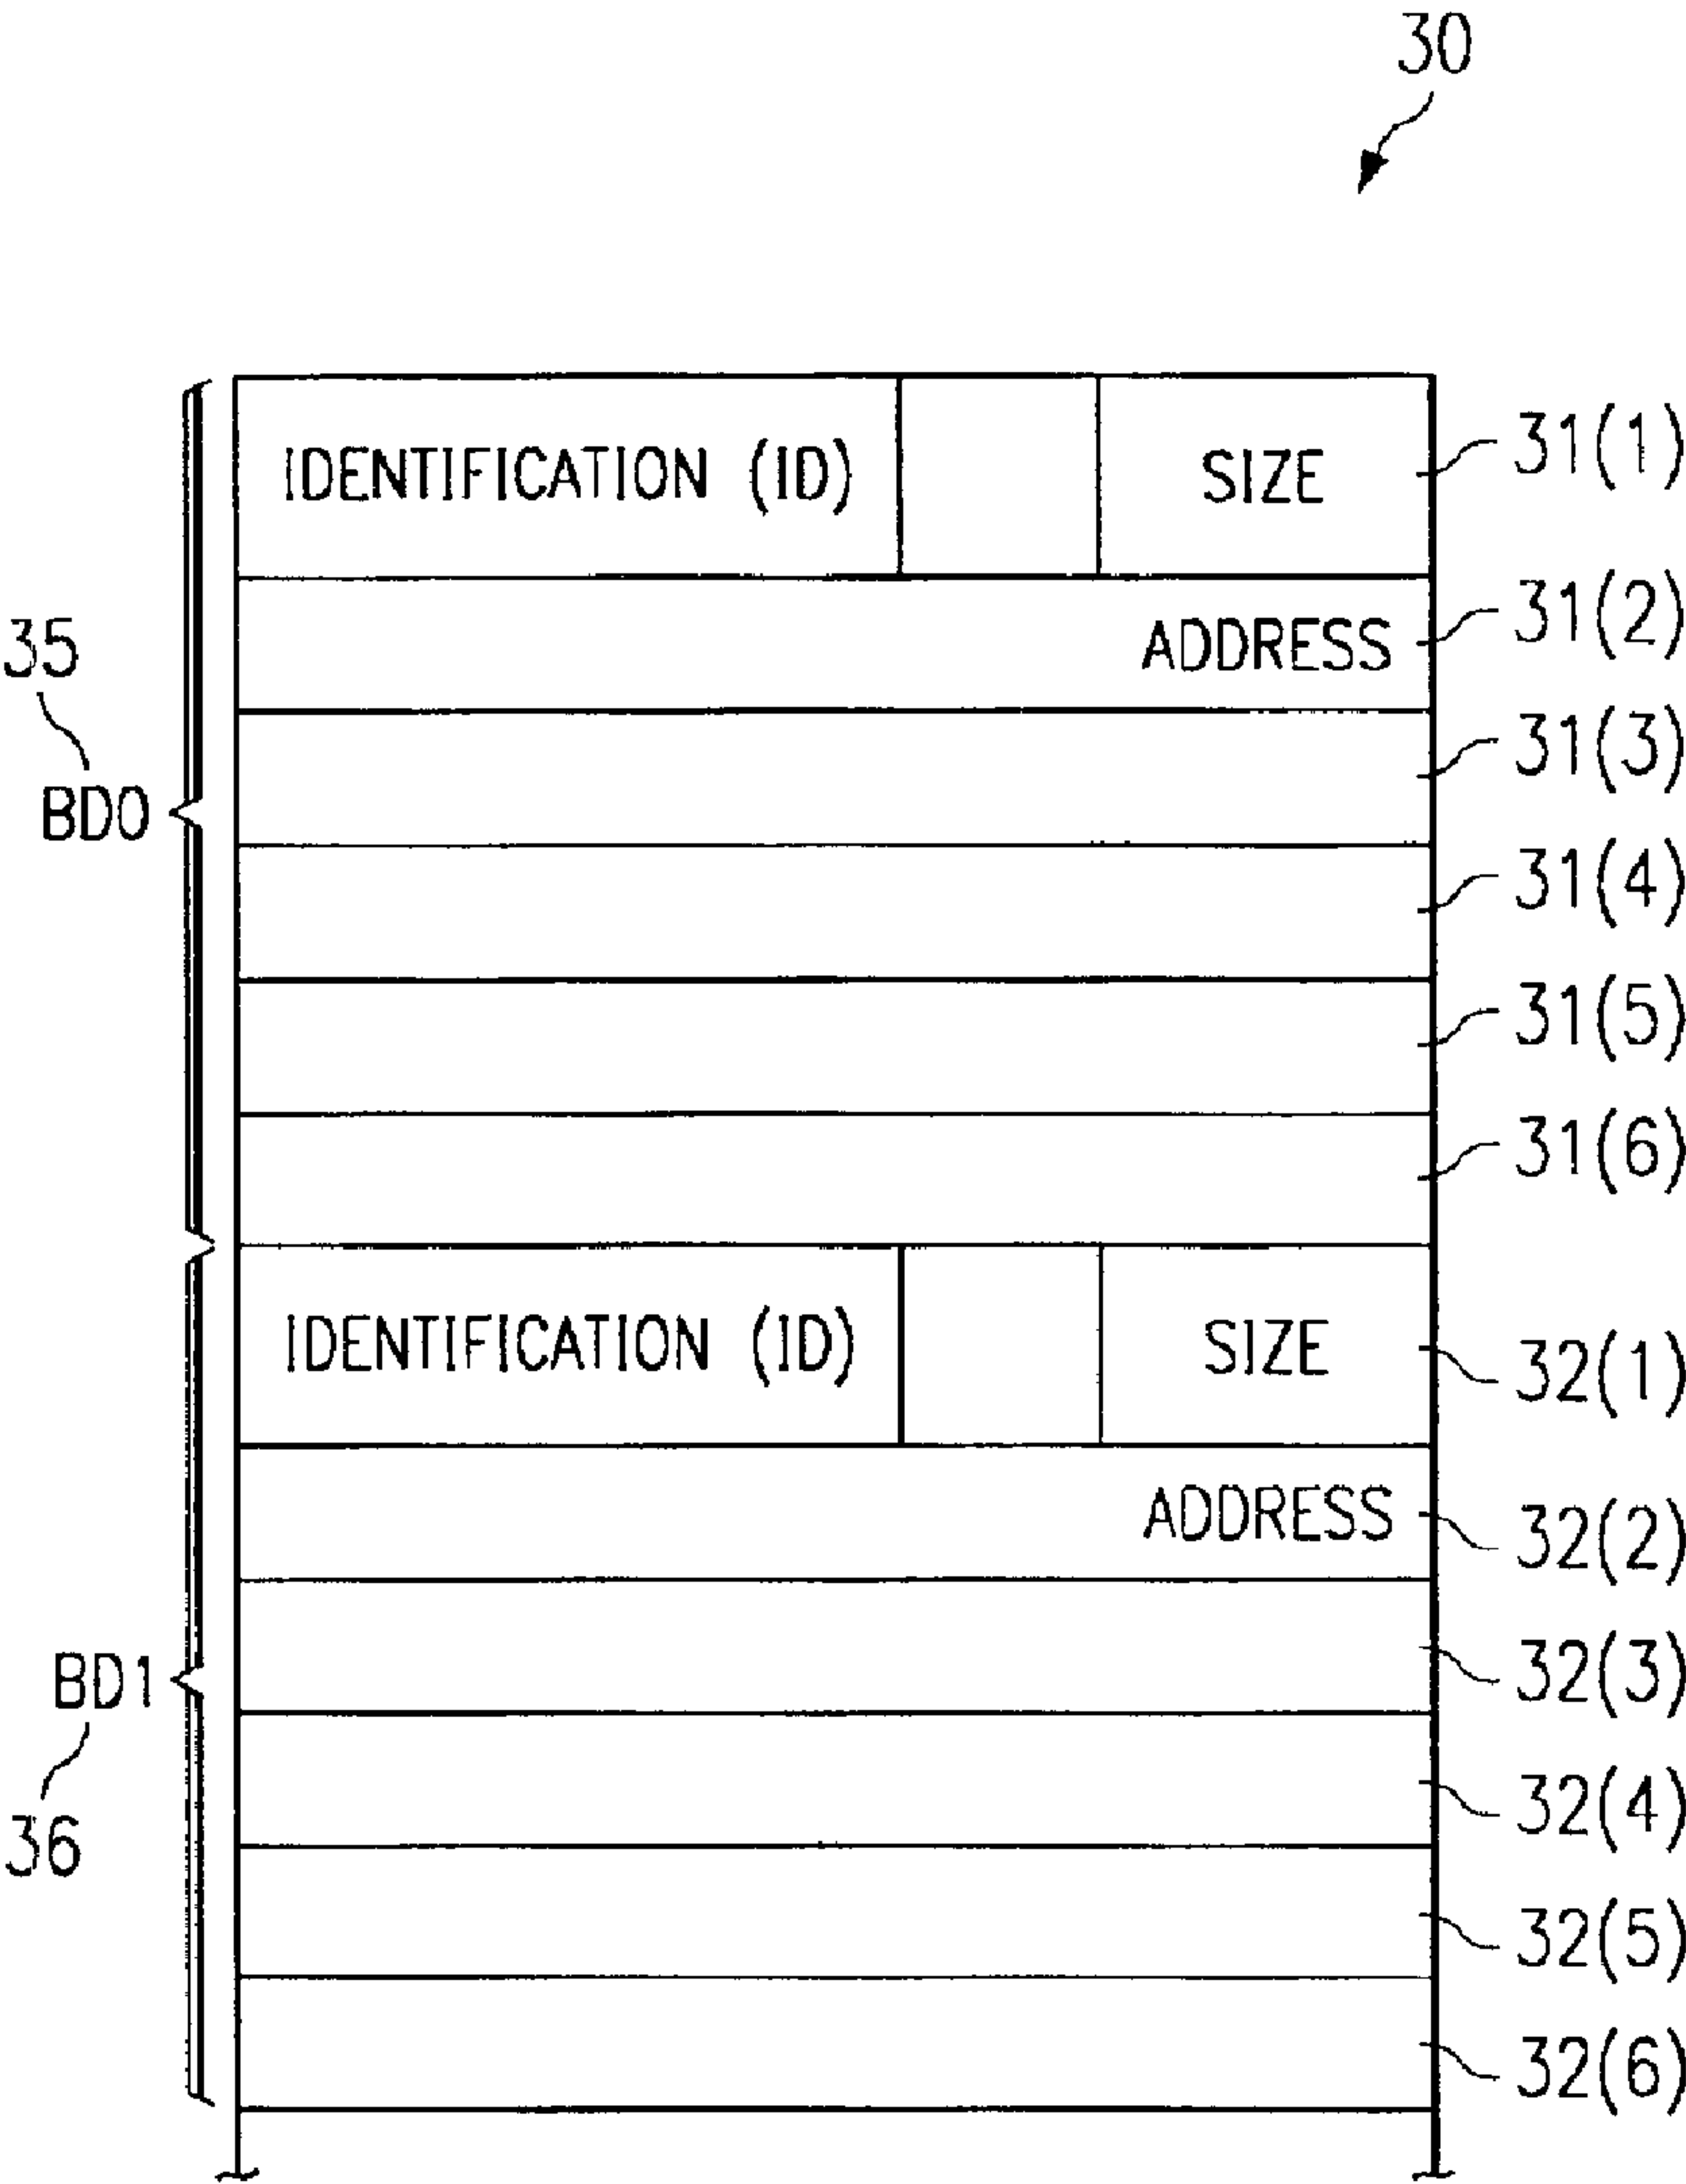 30
IDENTIFICATION (ID) SIZE 31(1)
ADDRESS 31(2)
35
31(3)
BD0
31(4)
31(5)
31(6)
IDENTIFICATION (ID) SIZE 32(1)
ADDRESS 32(2)
32(3)
BD1
32(4)
36
32(5)
32(6)